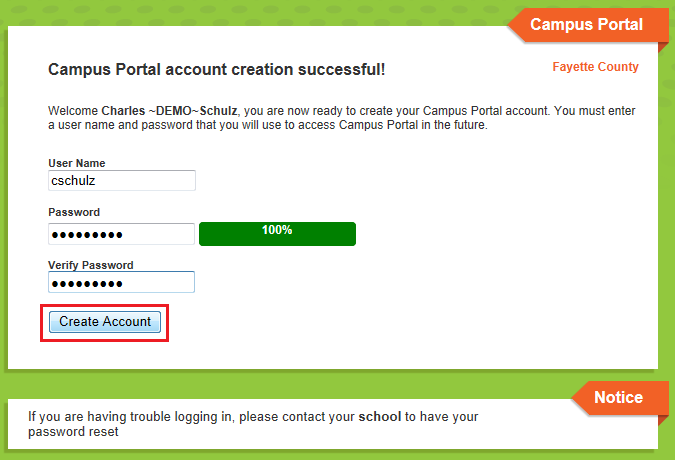 Campus Portal
Campus Portal account creation successful!
Fayette County
Welcome Charles ~DEMO~Schulz, you are now ready to create your Campus Portal account. You must enter
a user name and password that you will use to access Campus Portal in the future.
User Name
cschulz
Password
●●●●●●●●●
100%
Verify Password
●●●●●●●●●
Create Account
Notice
If you are having trouble logging in, please contact your school to have your
password reset